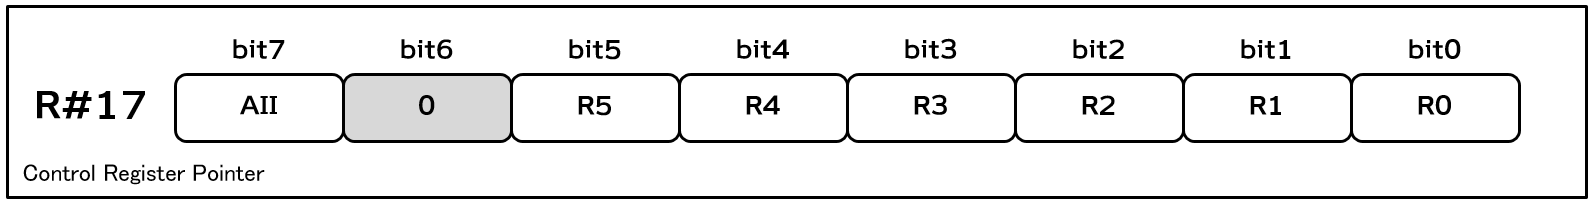 bit7 bit6 bit5 bit4 bit3 bit2 bit1 bit0
R#17 AII 0 R5 R4 R3 R2 R1 R0
Control Register Pointer